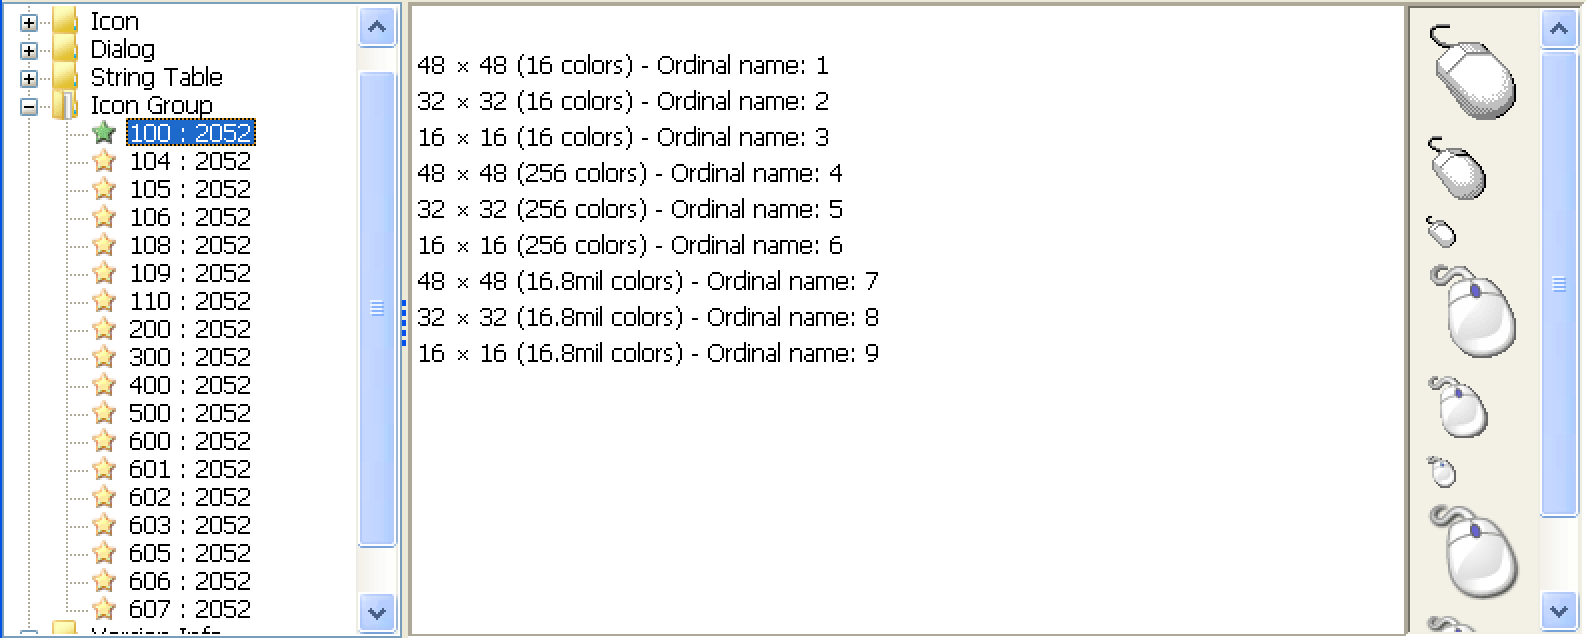 Icon
Dialog
String Table
Icon Group
100 : 2052
104 : 2052
105 : 2052
106 : 2052
108 : 2052
109 : 2052
110 : 2052
200 : 2052
300 : 2052
400 : 2052
500 : 2052
600 : 2052
601 : 2052
602 : 2052
603 : 2052
605 : 2052
606 : 2052
607 : 2052
Version Info
48 × 48 (16 colors) - Ordinal name: 1
32 × 32 (16 colors) - Ordinal name: 2
16 × 16 (16 colors) - Ordinal name: 3
48 × 48 (256 colors) - Ordinal name: 4
32 × 32 (256 colors) - Ordinal name: 5
16 × 16 (256 colors) - Ordinal name: 6
48 × 48 (16.8mil colors) - Ordinal name: 7
32 × 32 (16.8mil colors) - Ordinal name: 8
16 × 16 (16.8mil colors) - Ordinal name: 9